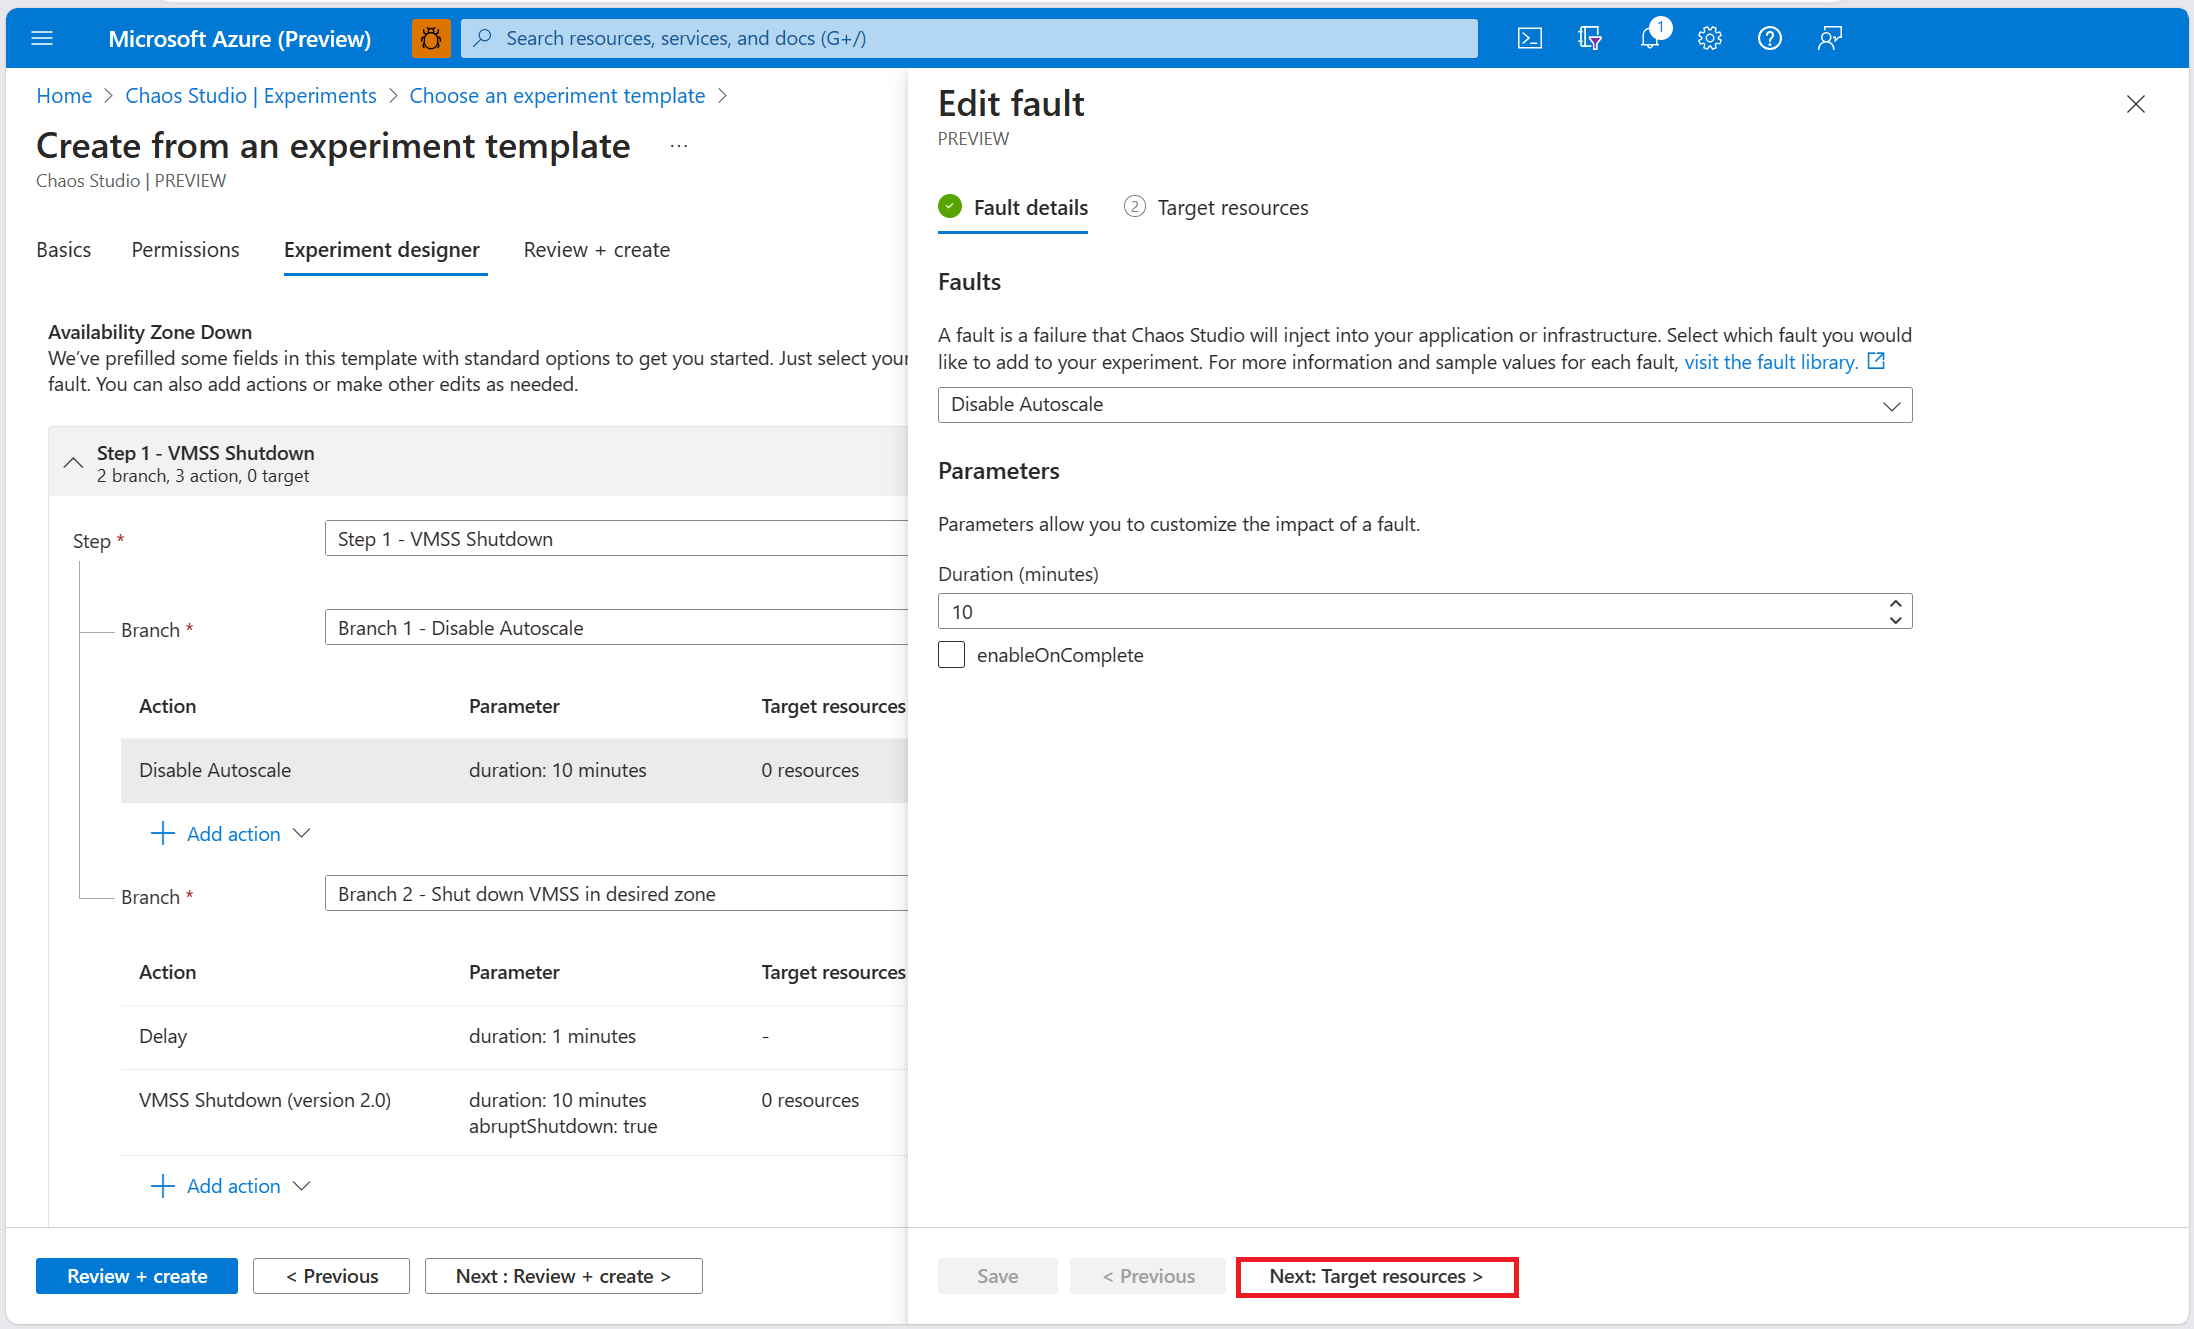 Microsoft Azure (Preview)
Search resources, services, and docs (G+/)
1
Home > Chaos Studio | Experiments > Choose an experiment template >
Create from an experiment template ...
Chaos Studio | PREVIEW
Basics Permissions Experiment designer Review + create
Availability Zone Down
We've prefilled some fields in this template with standard options to get you started. Just select your
fault. You can also add actions or make other edits as needed.
Step 1 - VMSS Shutdown
2 branch, 3 action, 0 target
Step * Step 1 - VMSS Shutdown
Branch * Branch 1 - Disable Autoscale
Action Parameter Target resources
Disable Autoscale duration: 10 minutes 0 resources
Add action
Branch * Branch 2 - Shut down VMSS in desired zone
Action Parameter Target resources
Delay duration: 1 minutes -
VMSS Shutdown (version 2.0) duration: 10 minutes 0 resources
abruptShutdown: true
Add action
Review + create < Previous Next : Review + create >
Edit fault
PREVIEW
Fault details 2 Target resources
Faults
A fault is a failure that Chaos Studio will inject into your application or infrastructure. Select which fault you would
like to add to your experiment. For more information and sample values for each fault, visit the fault library.
Disable Autoscale
Parameters
Parameters allow you to customize the impact of a fault.
Duration (minutes)
10
enableOnComplete
Save < Previous Next: Target resources >